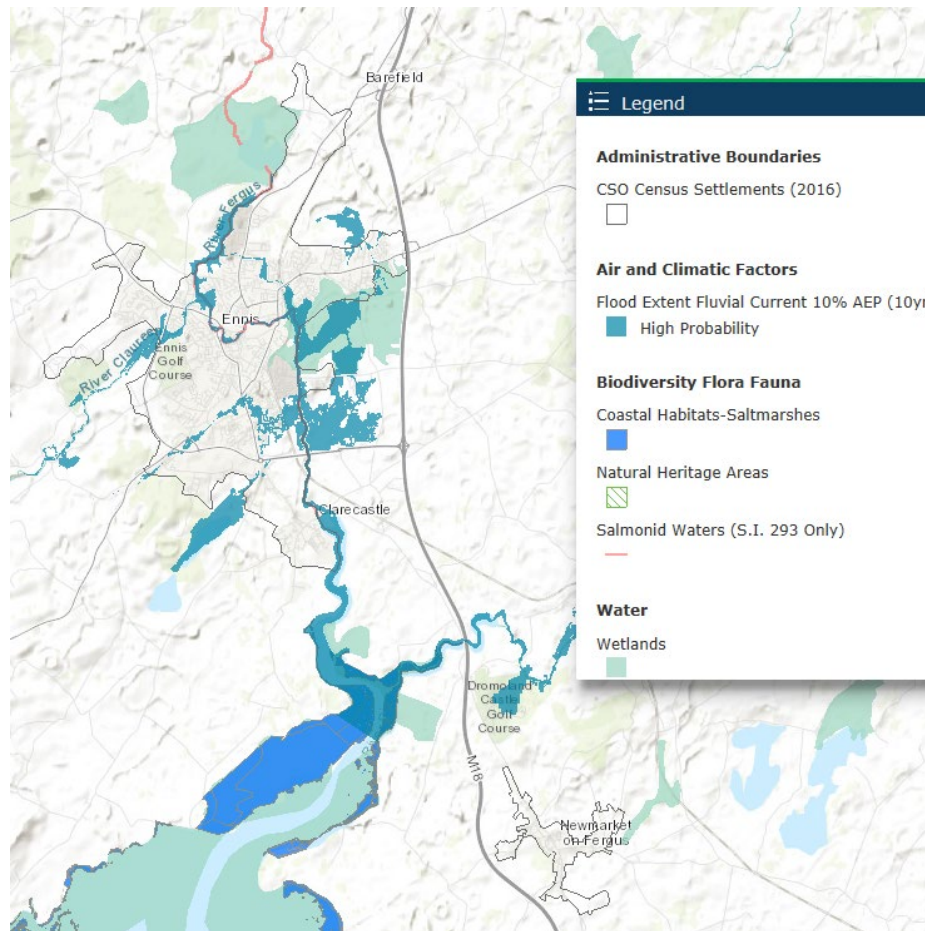 Barefield
River Fergus
Ennis
River Claureen
Ennis
Golf
Course
Clarecastle
Dromoland
Castle
Golf
Course
M18
Newmarket
on-Fergus
Legend
Administrative Boundaries
CSO Census Settlements (2016)
Air and Climatic Factors
Flood Extent Fluvial Current 10% AEP (10yr
High Probability
Biodiversity Flora Fauna
Coastal Habitats-Saltmarshes
Natural Heritage Areas
Salmonid Waters (S.I. 293 Only)
Water
Wetlands